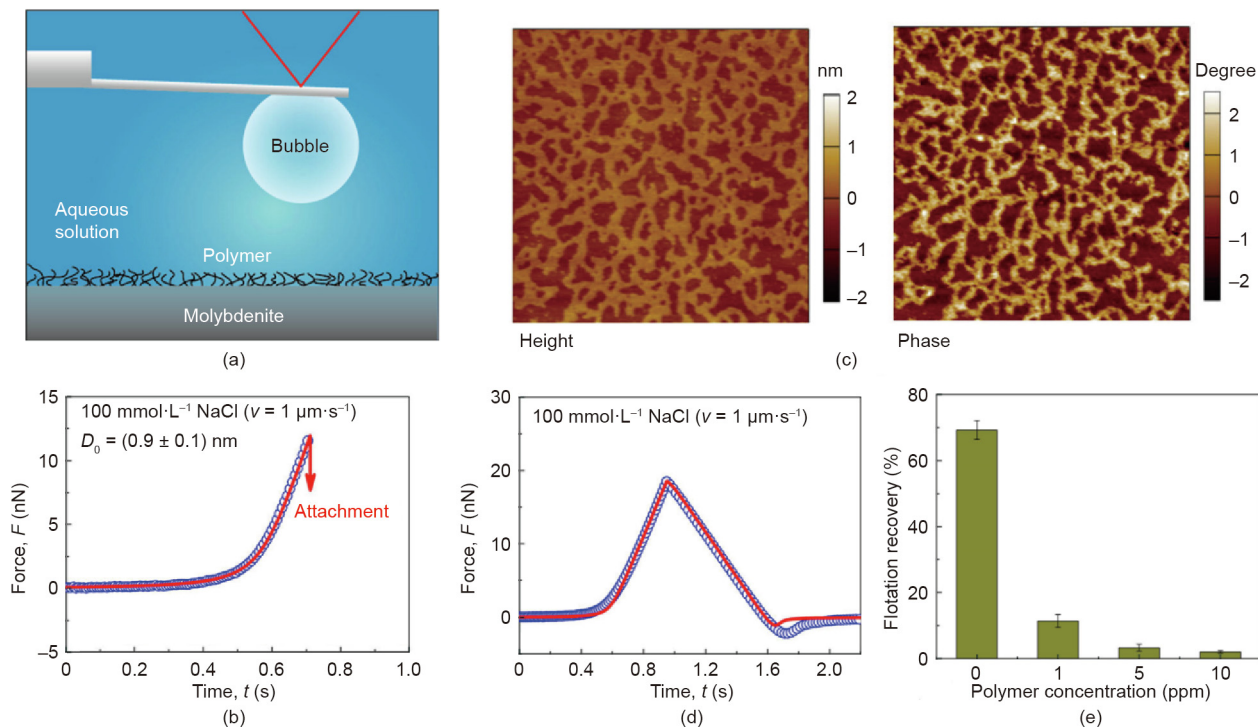 Bubble
Aqueous
solution
Polymer
Molybdenite
(a)
nm
2
1
0
–1
–2
Height
Degree
2
1
0
–1
–2
Phase
(c)
15
10
5
0
–5
Force, F (nN)
100 mmol·L⁻¹ NaCl (v = 1 μm·s⁻¹)
D₀ = (0.9 ± 0.1) nm
Attachment
0
0.2
0.4
0.6
0.8
1.0
Time, t (s)
(b)
30
20
10
0
Force, F (nN)
100 mmol·L⁻¹ NaCl (v = 1 μm·s⁻¹)
0
0.4
0.8
1.2
1.6
2.0
Time, t (s)
(d)
80
60
40
20
0
Flotation recovery (%)
0
1
5
10
Polymer concentration (ppm)
(e)